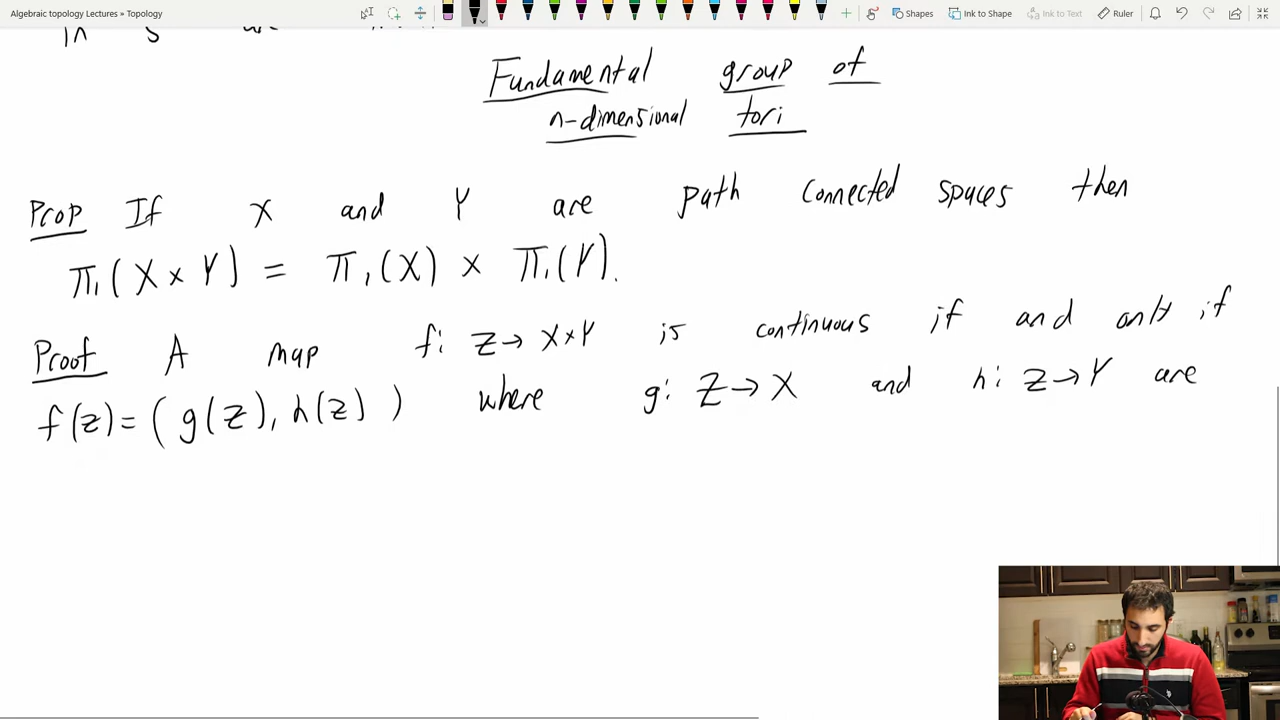 Algebraic topology Lectures » Topology
Shapes
Ink to Shape
Ink to Text
Ruler
in S are
Fundamental group of
n-dimensional tori
Prop If X and Y are path connected spaces then
π₁(X × Y) = π₁(X) × π₁(Y).
Proof A map f: Z → X×Y is continuous if and only if
f(z) = (g(z), h(z)) where g: Z → X and h: Z → Y are